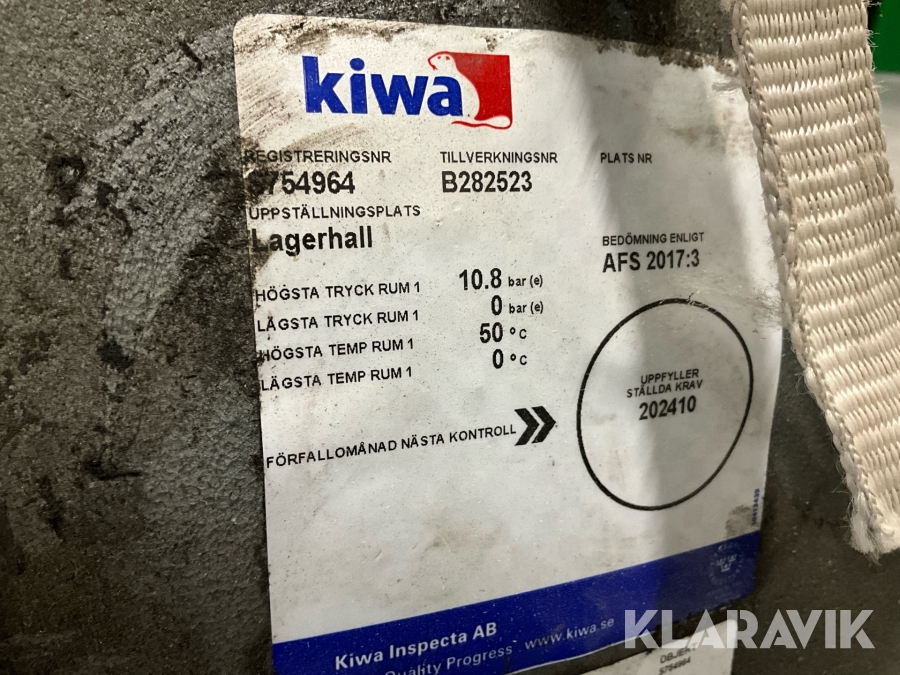 kiwa
REGISTRERINGSNR TILLVERKNINGSNR PLATS NR
S754964 B282523
UPPSTÄLLNINGSPLATS
Lagerhall
BEDÖMNING ENLIGT
AFS 2017:3
HÖGSTA TRYCK RUM 1 10.8 bar (e)
LÄGSTA TRYCK RUM 1 0 bar (e)
HÖGSTA TEMP RUM 1 50 °C
LÄGSTA TEMP RUM 1 0 °C
UPPFYLLER
STÄLLDA KRAV
202410
FÖRFALLOMÅNAD NÄSTA KONTROLL
Kiwa Inspecta AB
Quality Progress www.kiwa.se
KLARAVIK
S754964